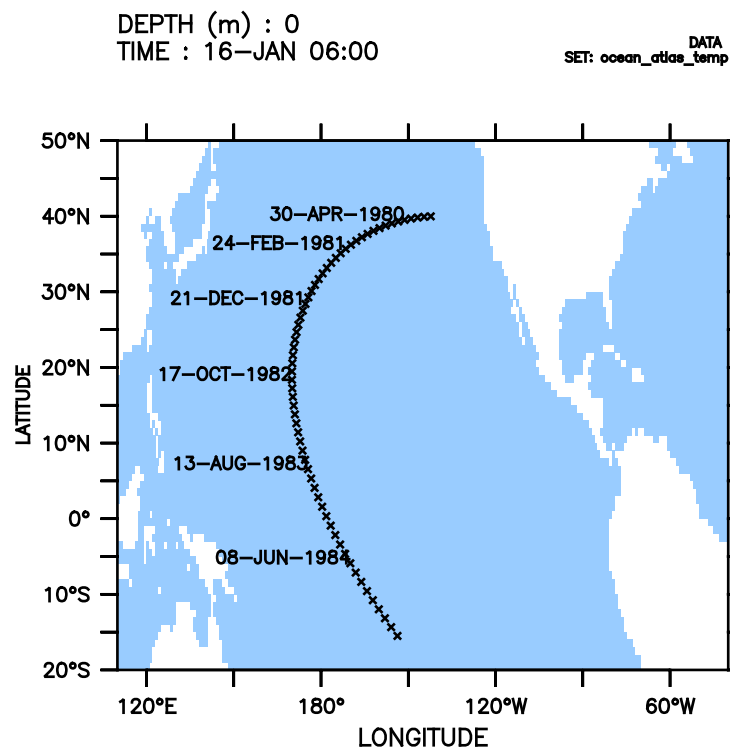 DEPTH (m) : 0
TIME : 16-JAN 06:00
DATA
SET: ocean_atlas_temp
50°N
40°N
30°N
20°N
10°N
0°
10°S
20°S
LATITUDE
30-APR-1980
24-FEB-1981
21-DEC-1981
17-OCT-1982
13-AUG-1983
08-JUN-1984
120°E
180°
120°W
60°W
LONGITUDE